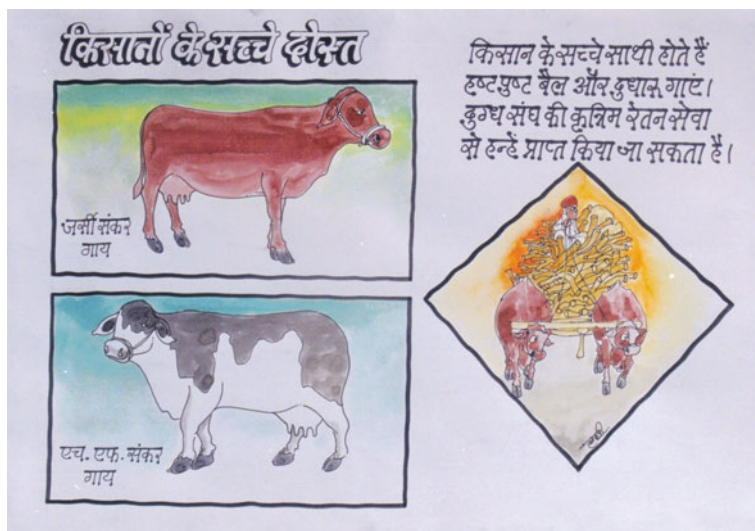 किसानों के सच्चे दोस्त
किसान के सच्चे साथी होते हैं
हृष्टपुष्ट बैल और दुधारू गाएं।
दुग्ध संघ की कृत्रिम रेतन सेवा
से इन्हें प्राप्त किया जा सकता है।
जर्सी संकर
गाय
एच. एफ. संकर
गाय